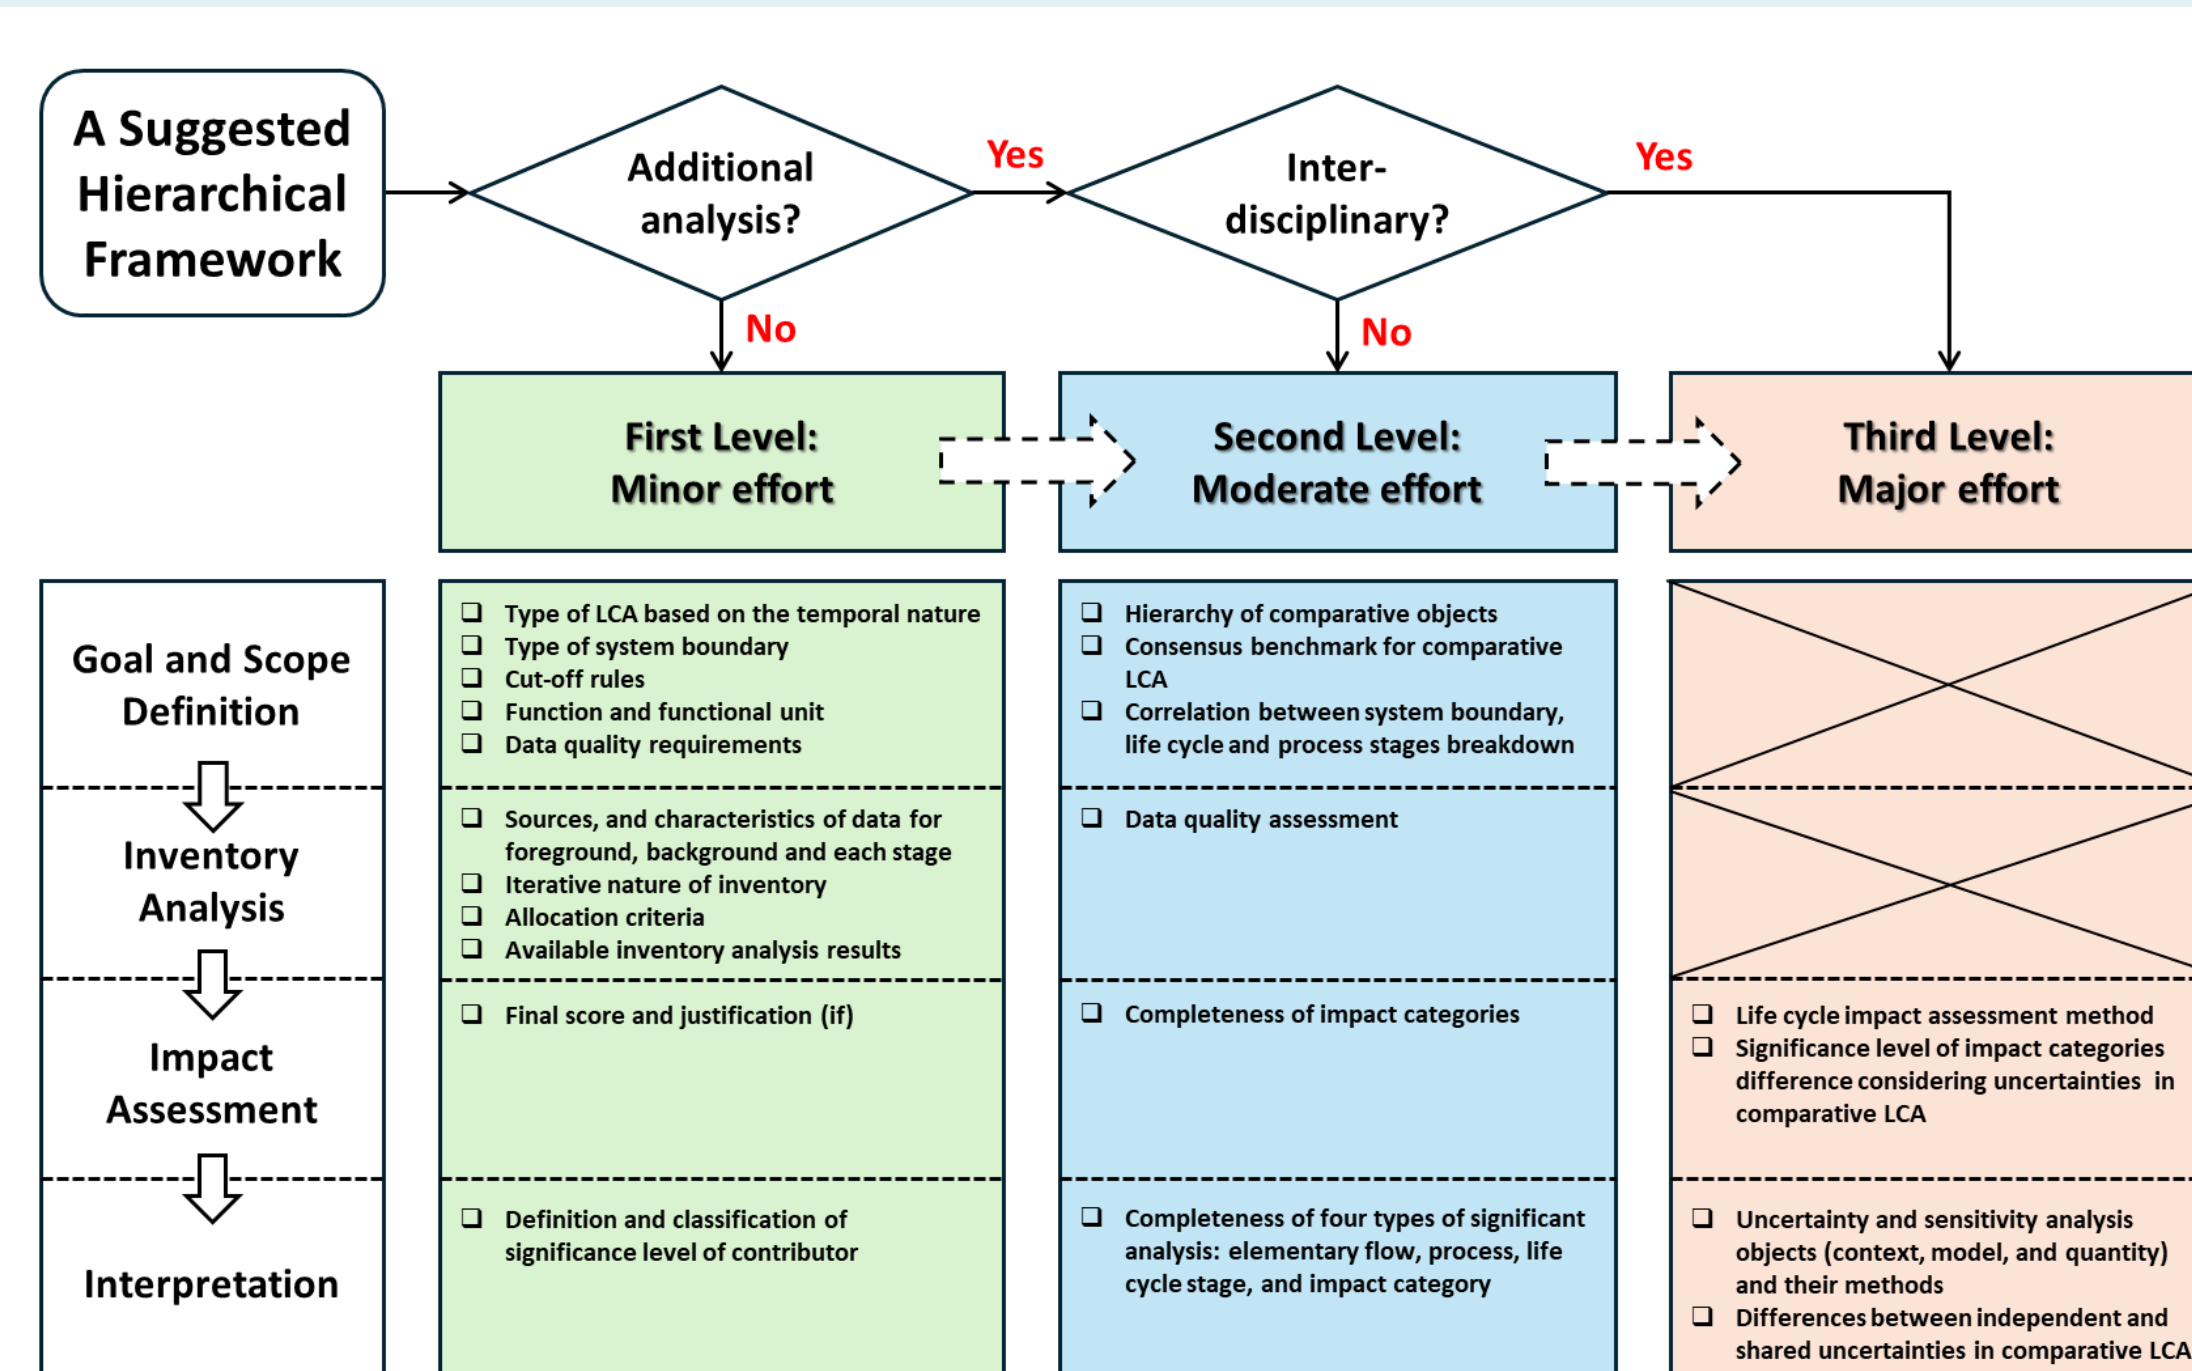 A Suggested
Hierarchical
Framework
Additional
analysis?
Yes
Inter-
disciplinary?
Yes
No
No
First Level:
Minor effort
Second Level:
Moderate effort
Third Level:
Major effort
Goal and Scope
Definition
❑ Type of LCA based on the temporal nature
❑ Type of system boundary
❑ Cut-off rules
❑ Function and functional unit
❑ Data quality requirements
❑ Hierarchy of comparative objects
❑ Consensus benchmark for comparative
LCA
❑ Correlation between system boundary,
life cycle and process stages breakdown
Inventory
Analysis
❑ Sources, and characteristics of data for
foreground, background and each stage
❑ Iterative nature of inventory
❑ Allocation criteria
❑ Available inventory analysis results
❑ Data quality assessment
Impact
Assessment
❑ Final score and justification (if)
❑ Completeness of impact categories
❑ Life cycle impact assessment method
❑ Significance level of impact categories
difference considering uncertainties in
comparative LCA
Interpretation
❑ Definition and classification of
significance level of contributor
❑ Completeness of four types of significant
analysis: elementary flow, process, life
cycle stage, and impact category
❑ Uncertainty and sensitivity analysis
objects (context, model, and quantity)
and their methods
❑ Differences between independent and
shared uncertainties in comparative LCA